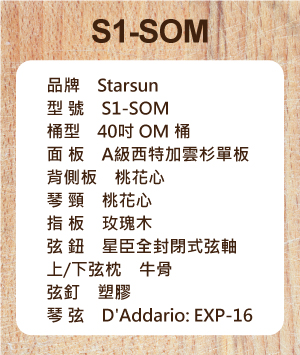 S1-SOM
品牌 Starsun
型號 S1-SOM
桶型 40吋 OM 桶
面板 A級西特加雲杉單板
背側板 桃花心
琴頸 桃花心
指板 玫瑰木
弦鈕 星臣全封閉式弦軸
上/下弦枕 牛骨
弦釘 塑膠
琴弦 D'Addario: EXP-16